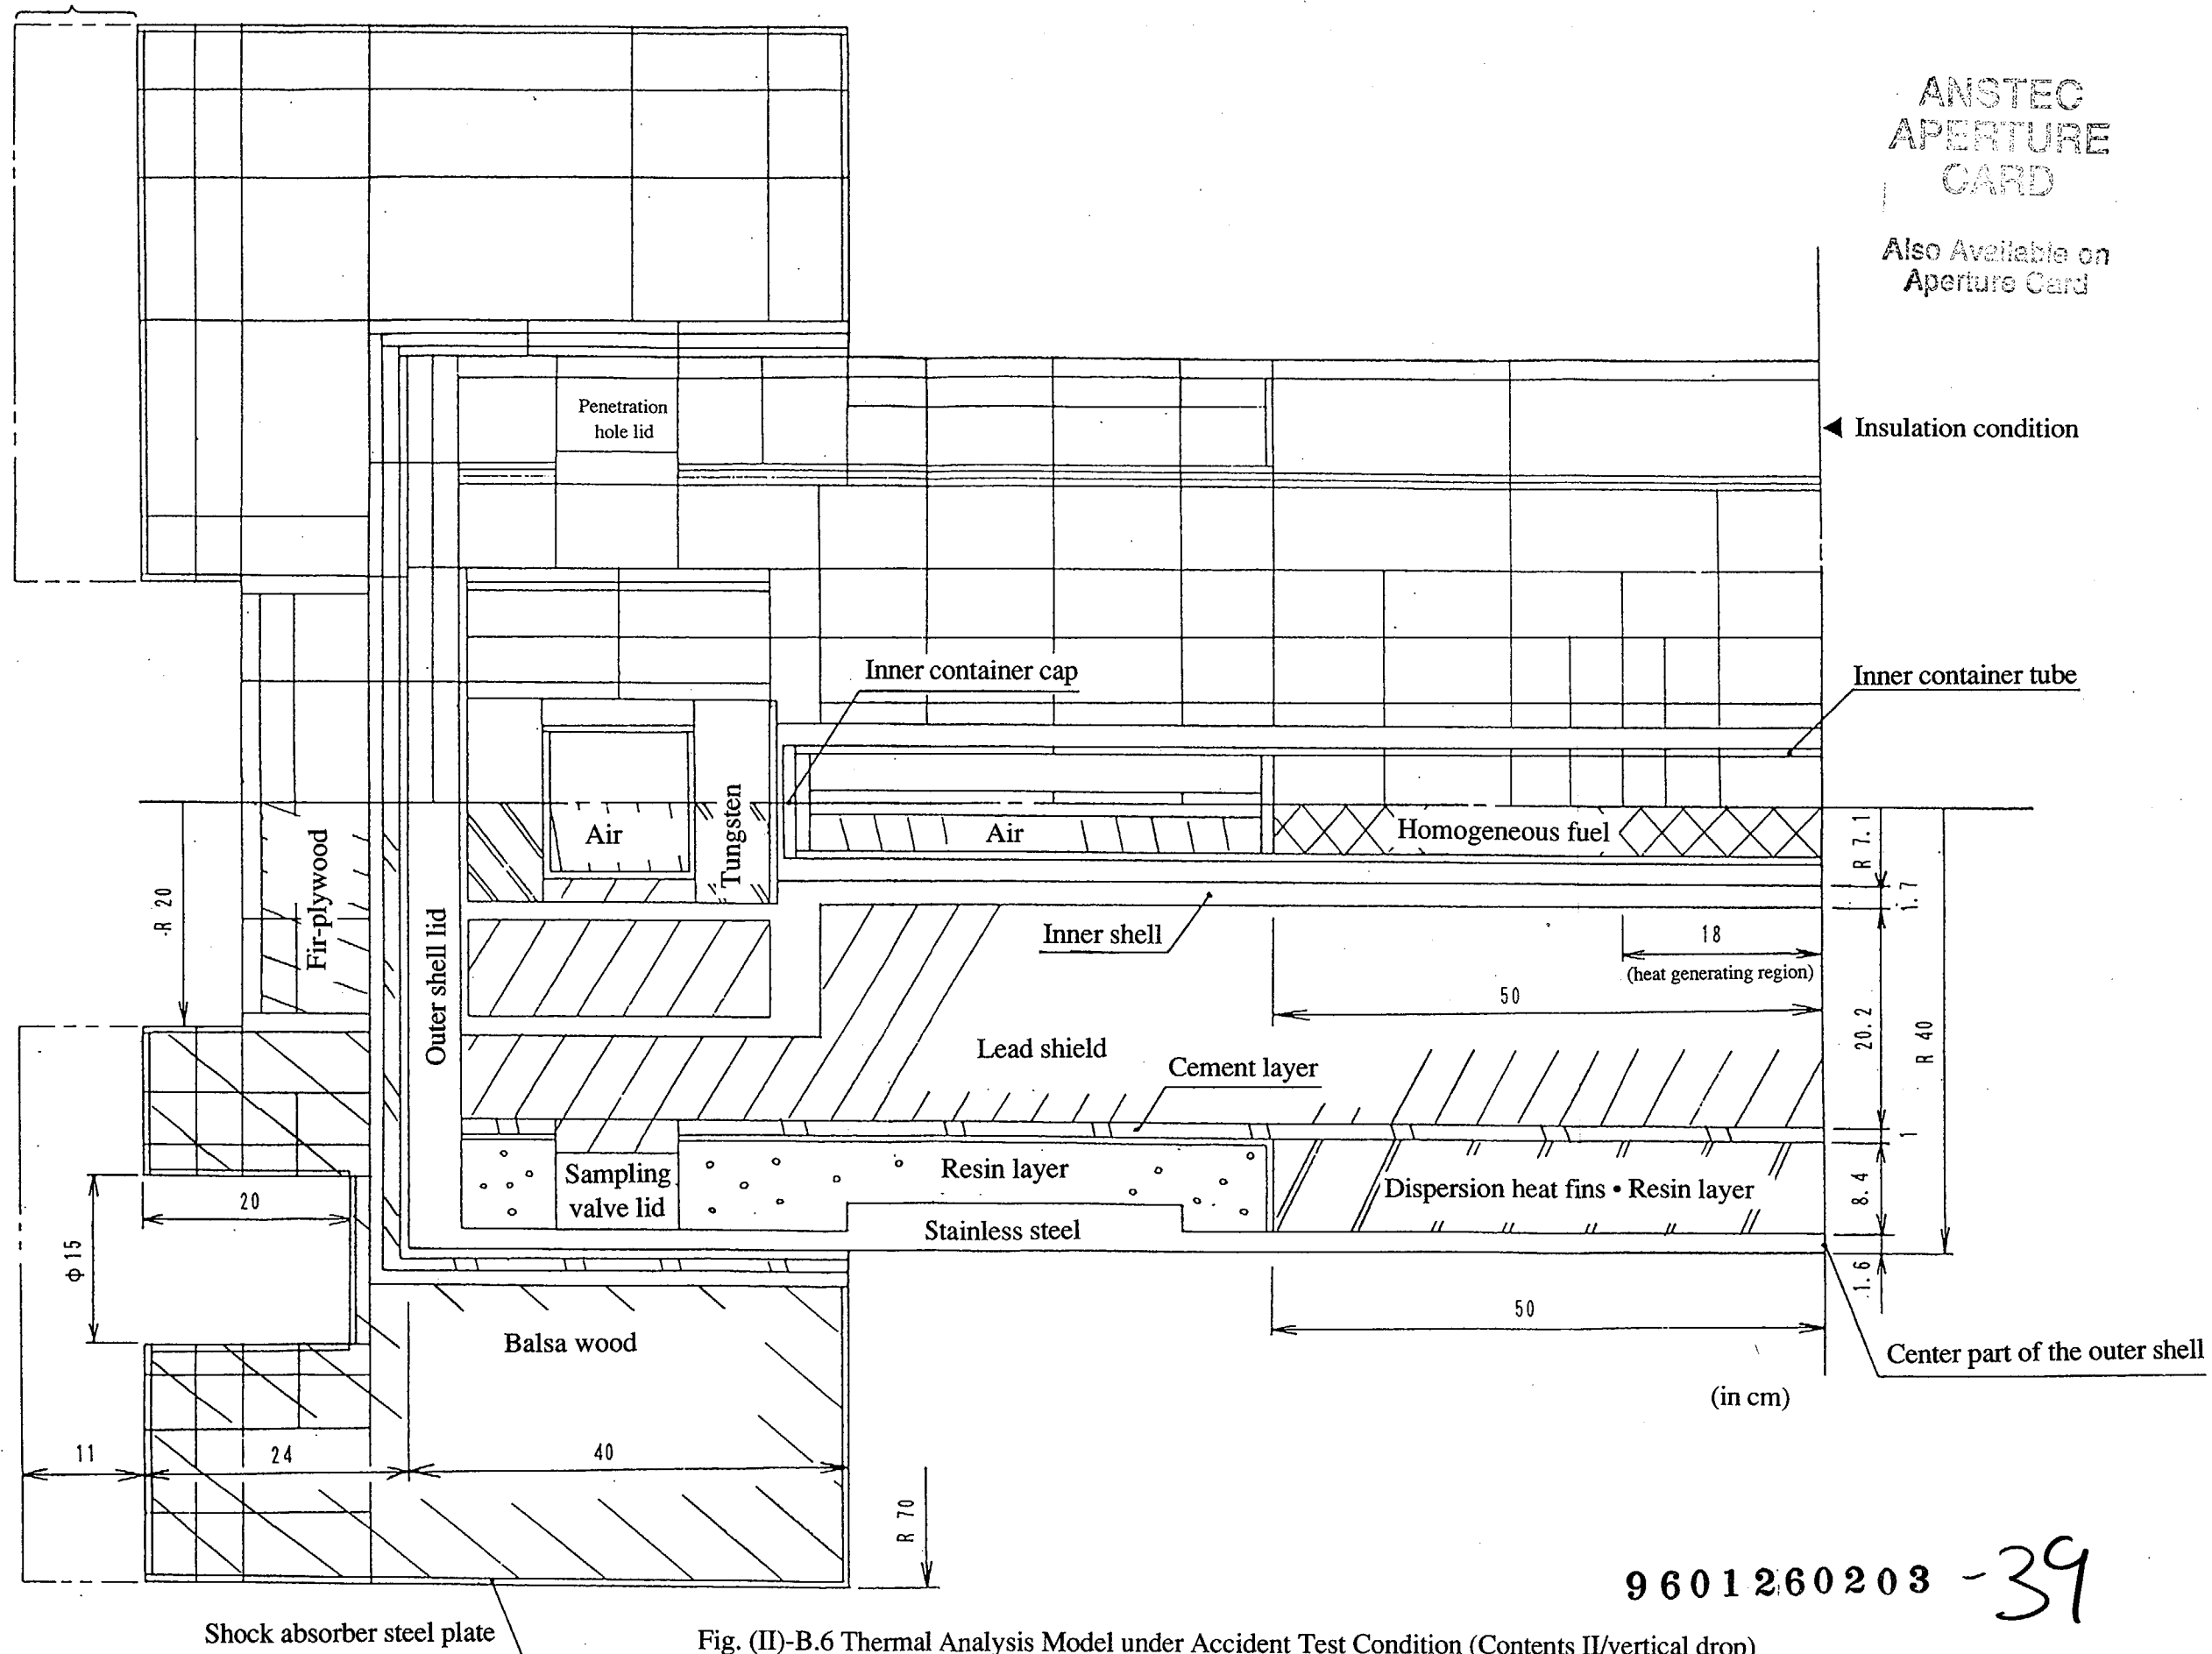 ANSTEC
APERTURE
CARD
Also Available on
Aperture Card
Penetration
hole lid
Insulation condition
Inner container cap
Inner container tube
Air
Tungsten
Air
Homogeneous fuel
R 7.1
1.7
R 20
Fir-plywood
Outer shell lid
Inner shell
18
(heat generating region)
50
20.2
R 40
Lead shield
Cement layer
1
20
Sampling
valve lid
Resin layer
Dispersion heat fins • Resin layer
8.4
Stainless steel
φ15
1.6
50
Balsa wood
Center part of the outer shell
(in cm)
11
24
40
R 70
9601260203 -39
Shock absorber steel plate
Fig. (II)-B.6 Thermal Analysis Model under Accident Test Condition (Contents II/vertical drop)